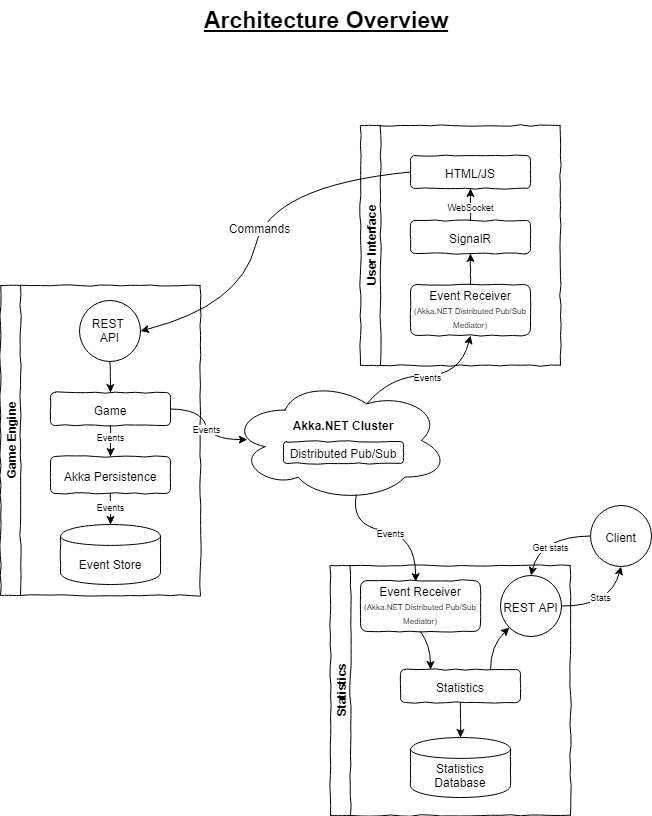 Architecture Overview
User Interface
HTML/JS
WebSocket
SignalR
Event Receiver
(Akka.NET Distributed Pub/Sub
Mediator)
Commands
Events
Game Engine
REST
API
Game
Events
Akka Persistence
Events
Event Store
Events
Akka.NET Cluster
Distributed Pub/Sub
Events
Client
Get stats
Stats
Statistics
Event Receiver
(Akka.NET Distributed Pub/Sub
Mediator)
REST API
Statistics
Statistics
Database